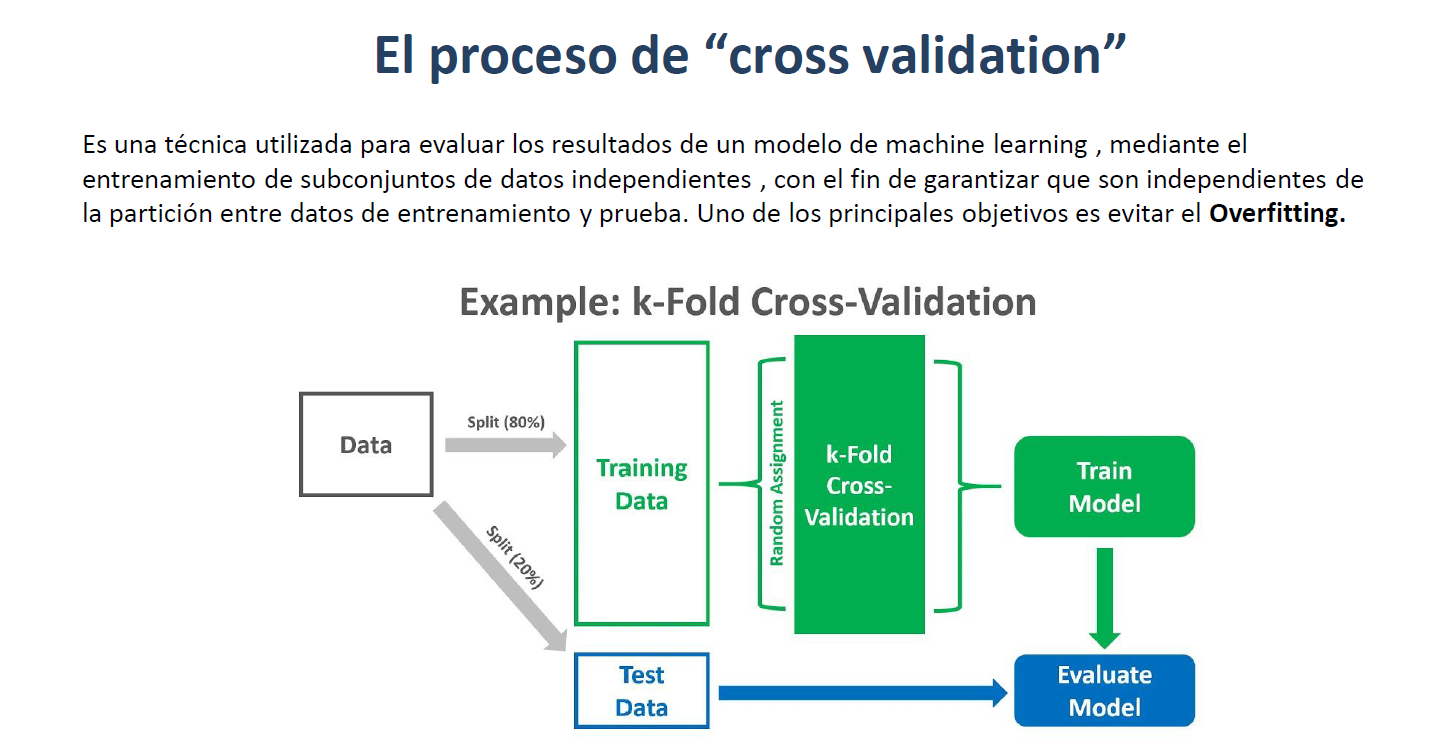 El proceso de “cross validation”
Es una técnica utilizada para evaluar los resultados de un modelo de machine learning , mediante el
entrenamiento de subconjuntos de datos independientes , con el fin de garantizar que son independientes de
la partición entre datos de entrenamiento y prueba. Uno de los principales objetivos es evitar el Overfitting.
Example: k-Fold Cross-Validation
Data
Split (80%)
Split (20%)
Training
Data
Random Assignment
k-Fold
Cross-
Validation
Train
Model
Test
Data
Evaluate
Model